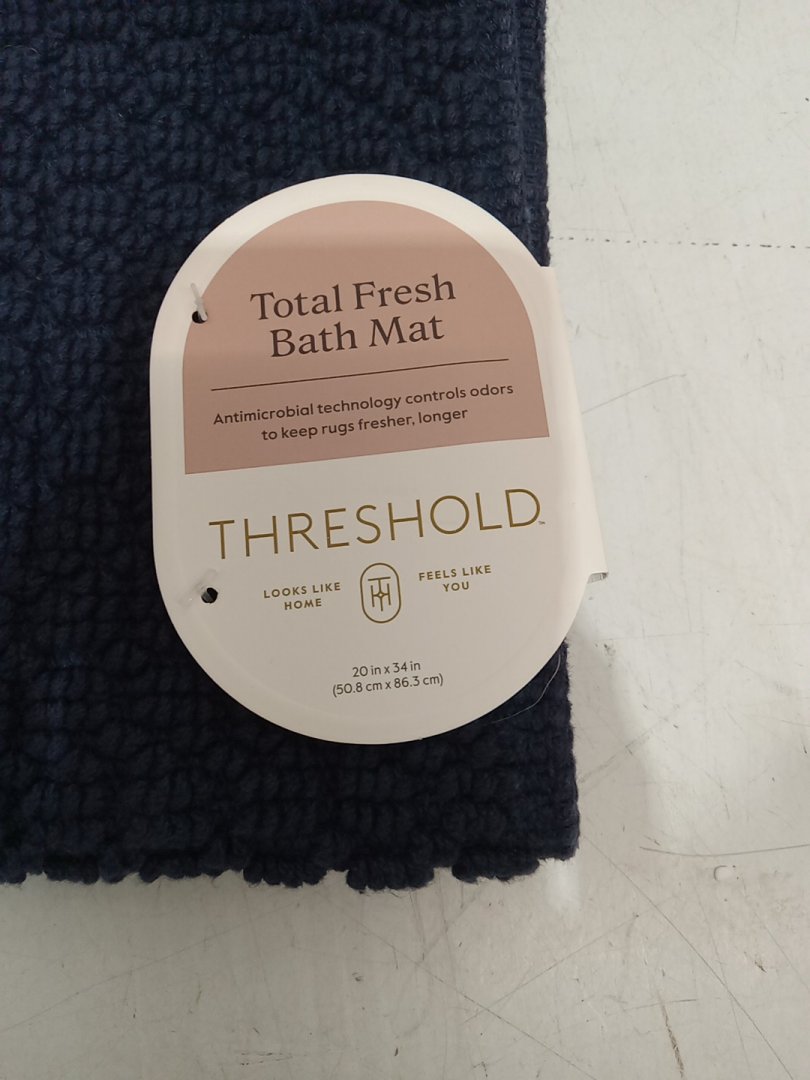 Total Fresh
Bath Mat
Antimicrobial technology controls odors
to keep rugs fresher, longer
THRESHOLD™
LOOKS LIKE
HOME
FEELS LIKE
YOU
20 in x 34 in
(50.8 cm x 86.3 cm)